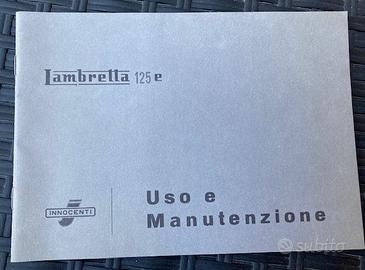 Lambretta 125 e
INNOCENTI
Uso e
Manutenzione
subito